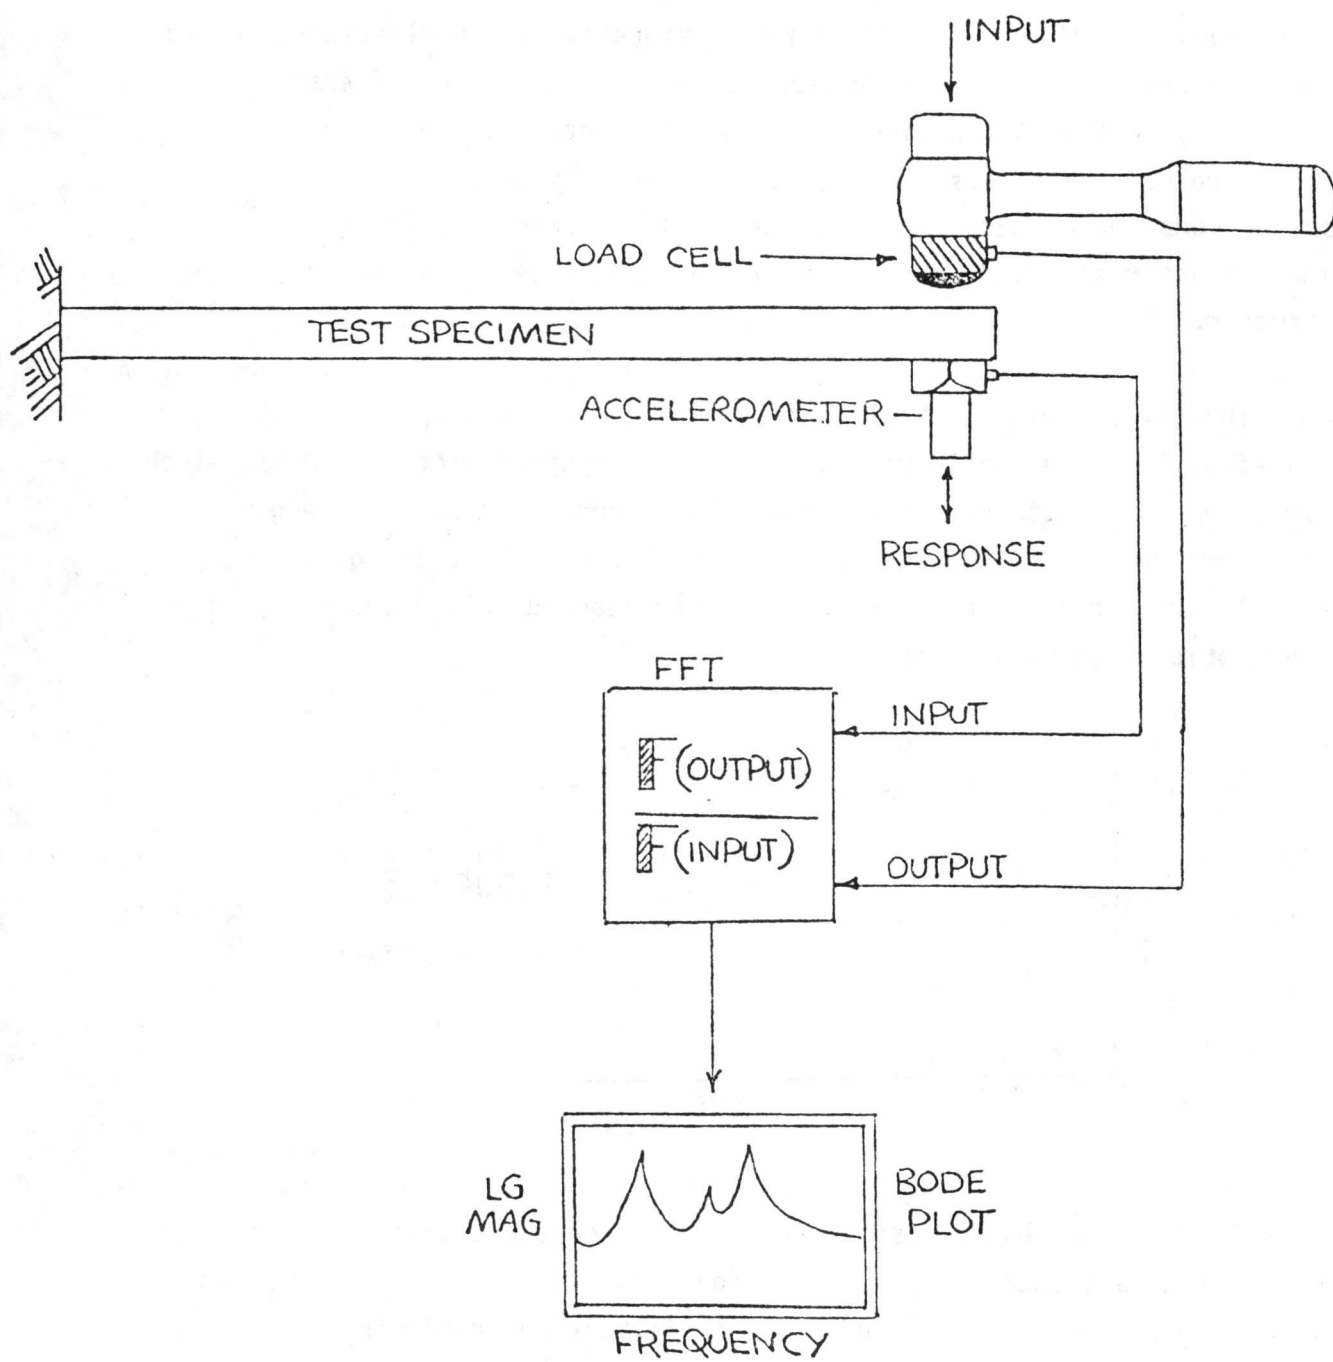 INPUT
LOAD CELL
TEST SPECIMEN
ACCELEROMETER
RESPONSE
FFT
INPUT
F(OUTPUT)
F(INPUT)
OUTPUT
LG
MAG
BODE
PLOT
FREQUENCY